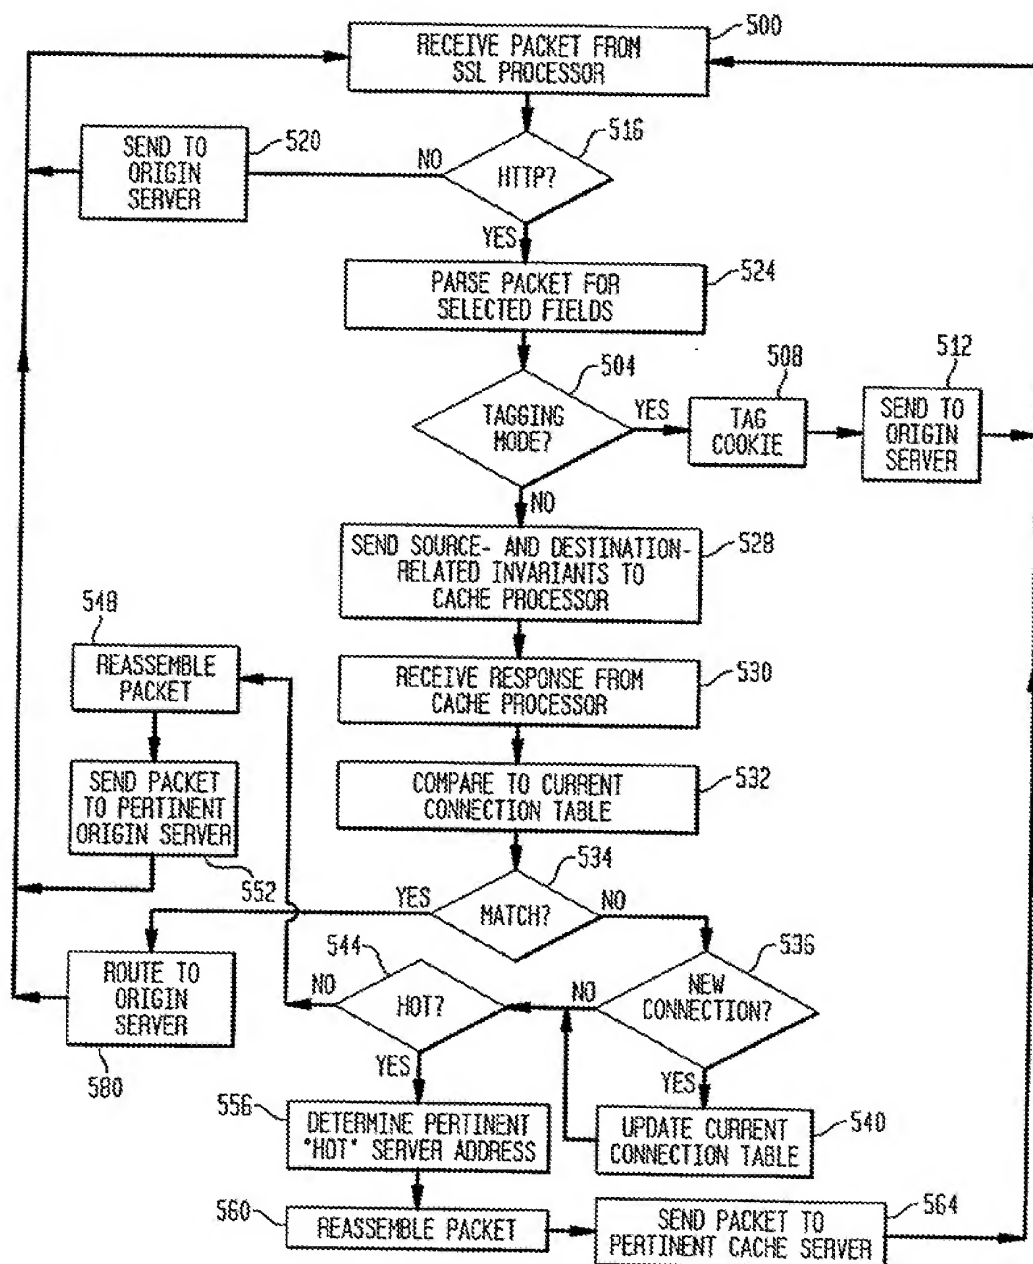 500
RECEIVE PACKET FROM
SSL PROCESSOR
516
520
SEND TO
ORIGIN
SERVER
NO
HTTP?
YES
524
PARSE PACKET FOR
SELECTED FIELDS
504
508
512
TAGGING
MODE?
YES
TAG
COOKIE
SEND TO
ORIGIN
SERVER
NO
SEND SOURCE- AND DESTINATION-
RELATED INVARIANTS TO
CACHE PROCESSOR
528
548
REASSEMBLE
PACKET
RECEIVE RESPONSE FROM
CACHE PROCESSOR
530
SEND PACKET
TO PERTINENT
ORIGIN SERVER
552
COMPARE TO CURRENT
CONNECTION TABLE
532
534
YES
MATCH?
NO
544
536
ROUTE TO
ORIGIN
SERVER
580
NO
HOT?
NO
NEW
CONNECTION?
YES
YES
556
DETERMINE PERTINENT
"HOT" SERVER ADDRESS
UPDATE CURRENT
CONNECTION TABLE
540
560
REASSEMBLE PACKET
SEND PACKET TO
PERTINENT CACHE SERVER
564